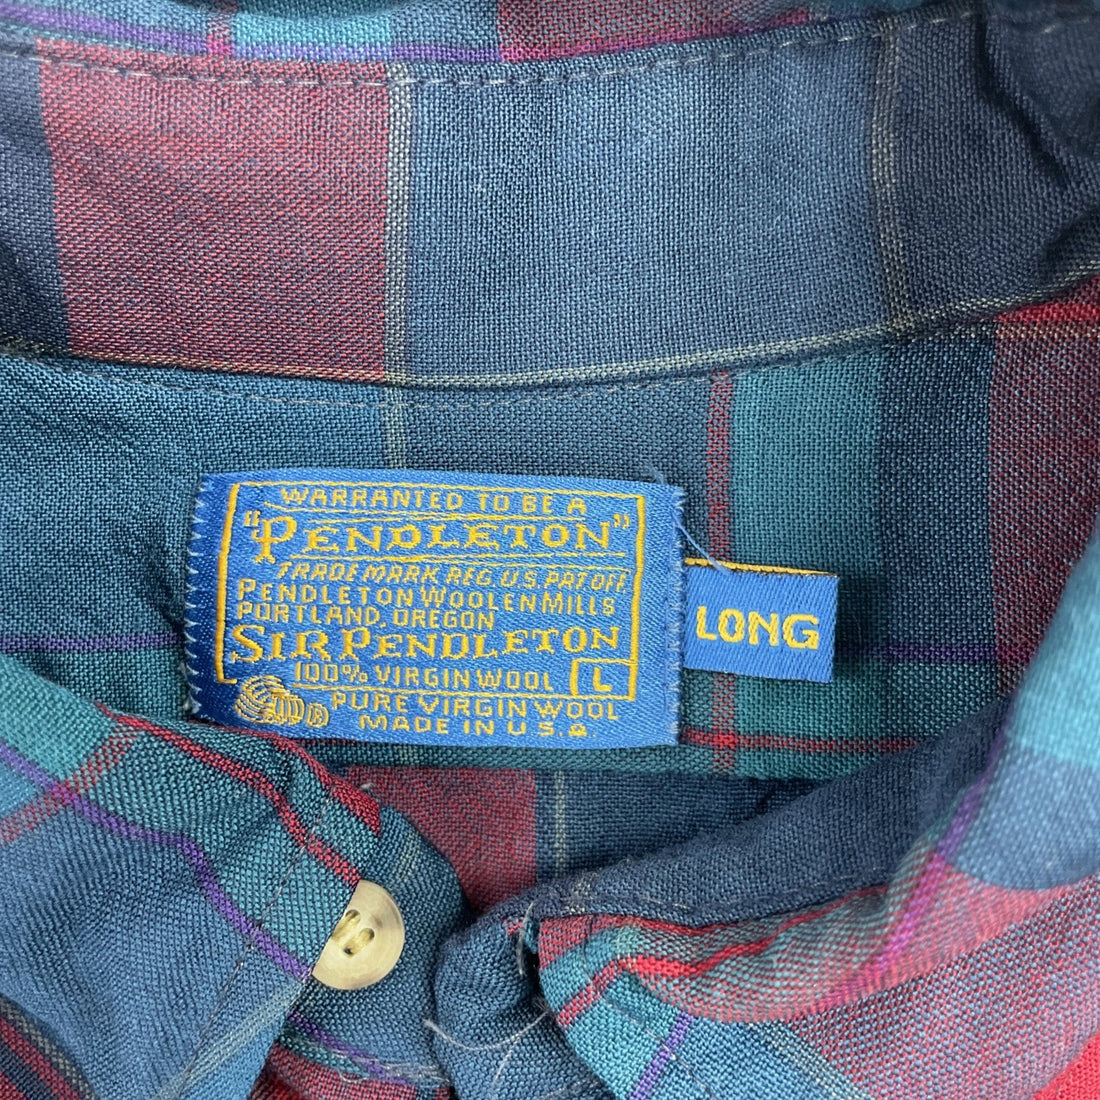 WARRANTED TO BE A
"PENDLETON"
TRADE MARK REG. U.S. PAT OFF
PENDLETON WOOLEN MILLS
PORTLAND, OREGON
SIR PENDLETON
100% VIRGIN WOOL L
®
PURE VIRGIN WOOL
MADE IN U.S.A.
LONG